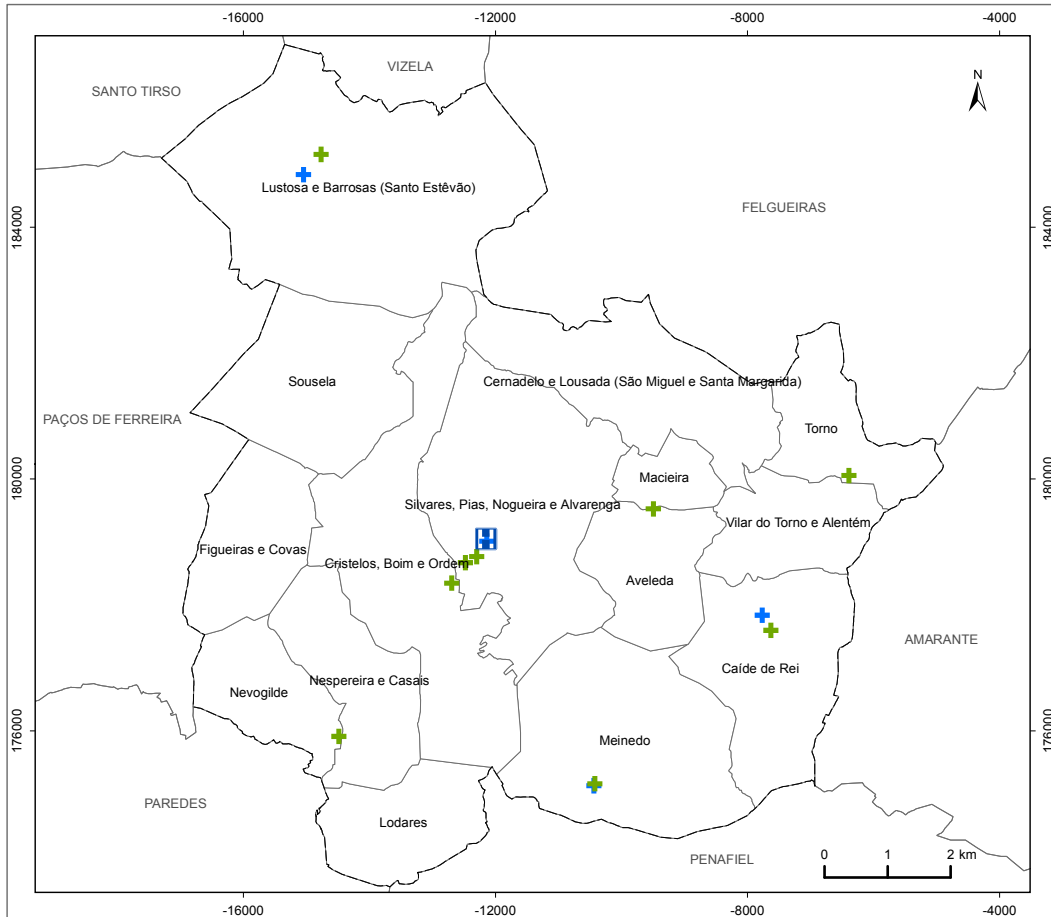 -16000
-12000
-8000
-4000
VIZELA
SANTO TIRSO
N
Lustosa e Barrosas (Santo Estêvão)
FELGUEIRAS
184000
184000
Sousela
Cernadelo e Lousada (São Miguel e Santa Margarida)
PAÇOS DE FERREIRA
Torno
180000
180000
Macieira
Silvares, Pias, Nogueira e Alvarenga
Vilar do Torno e Alentém
Figueiras e Covas
Cristelos, Boim e Ordem
Aveleda
AMARANTE
Caíde de Rei
Nespereira e Casais
Nevogilde
176000
176000
Meinedo
PAREDES
Lodares
PENAFIEL
0 1 2 km
-16000
-12000
-8000
-4000